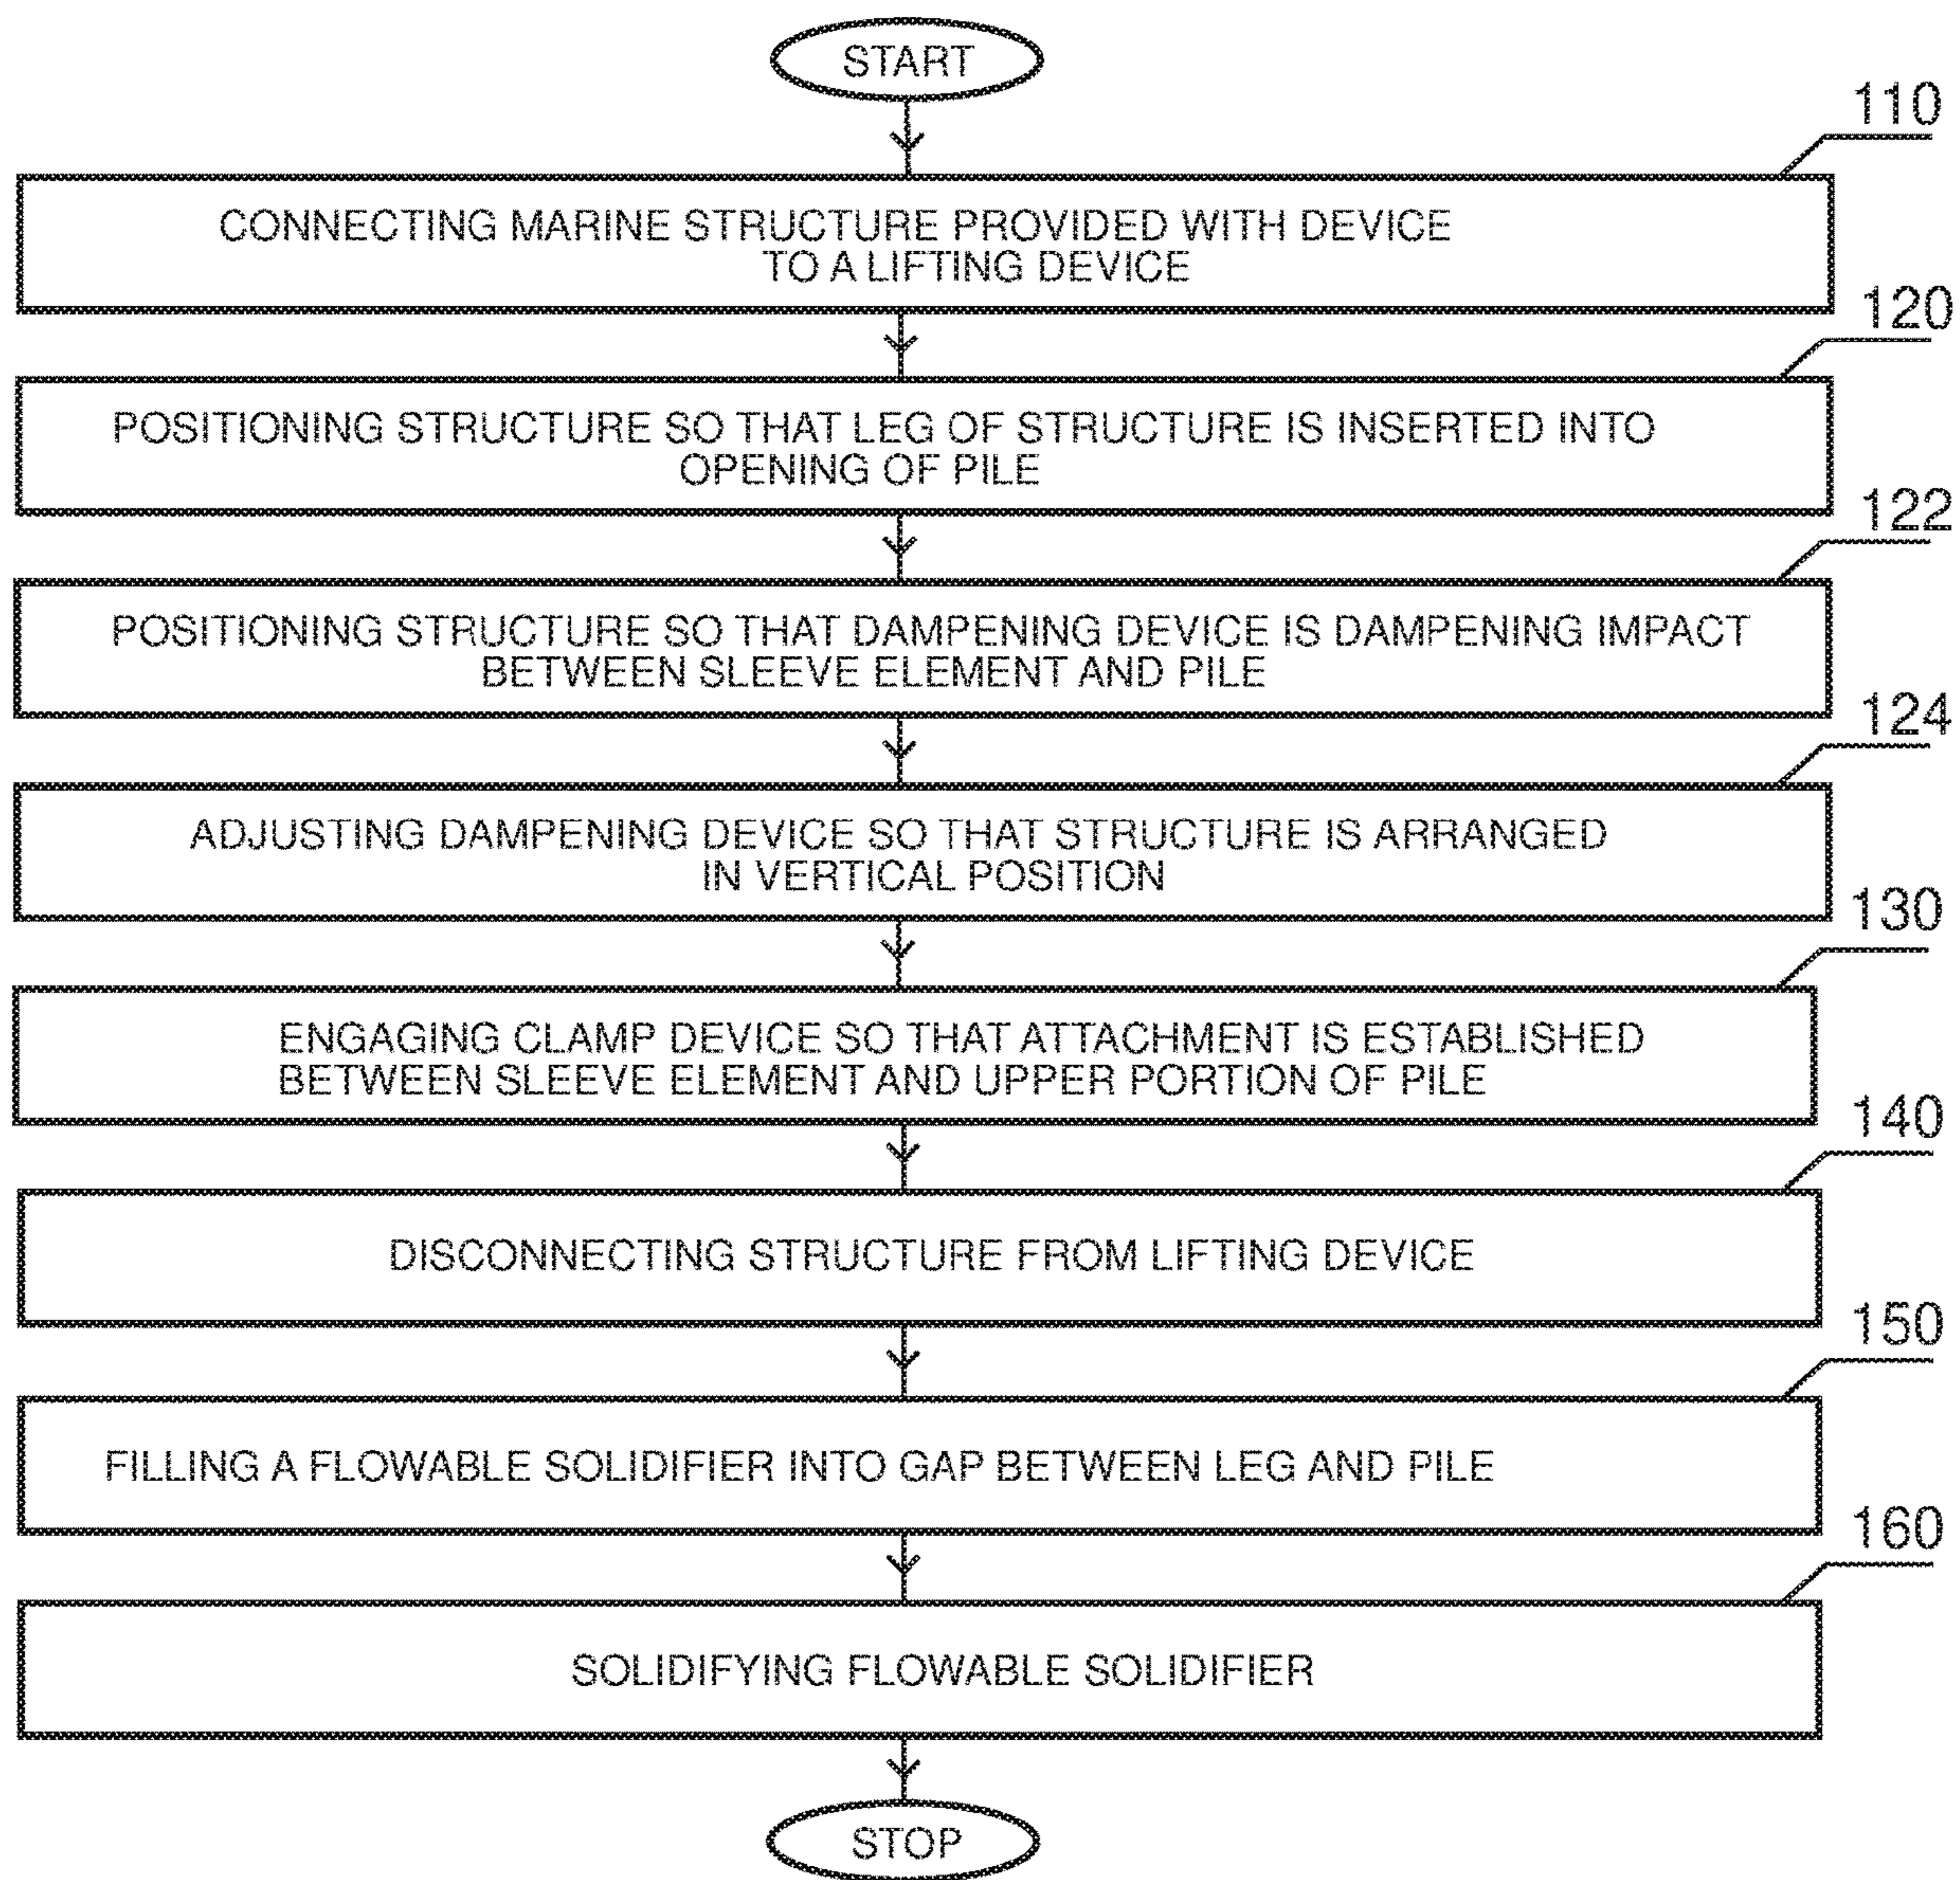 START
110
CONNECTING MARINE STRUCTURE PROVIDED WITH DEVICE
TO A LIFTING DEVICE
120
POSITIONING STRUCTURE SO THAT LEG OF STRUCTURE IS INSERTED INTO
OPENING OF PILE
122
POSITIONING STRUCTURE SO THAT DAMPENING DEVICE IS DAMPENING IMPACT
BETWEEN SLEEVE ELEMENT AND PILE
124
ADJUSTING DAMPENING DEVICE SO THAT STRUCTURE IS ARRANGED
IN VERTICAL POSITION
130
ENGAGING CLAMP DEVICE SO THAT ATTACHMENT IS ESTABLISHED
BETWEEN SLEEVE ELEMENT AND UPPER PORTION OF PILE
140
DISCONNECTING STRUCTURE FROM LIFTING DEVICE
150
FILLING A FLOWABLE SOLIDIFIER INTO GAP BETWEEN LEG AND PILE
160
SOLIDIFYING FLOWABLE SOLIDIFIER
STOP